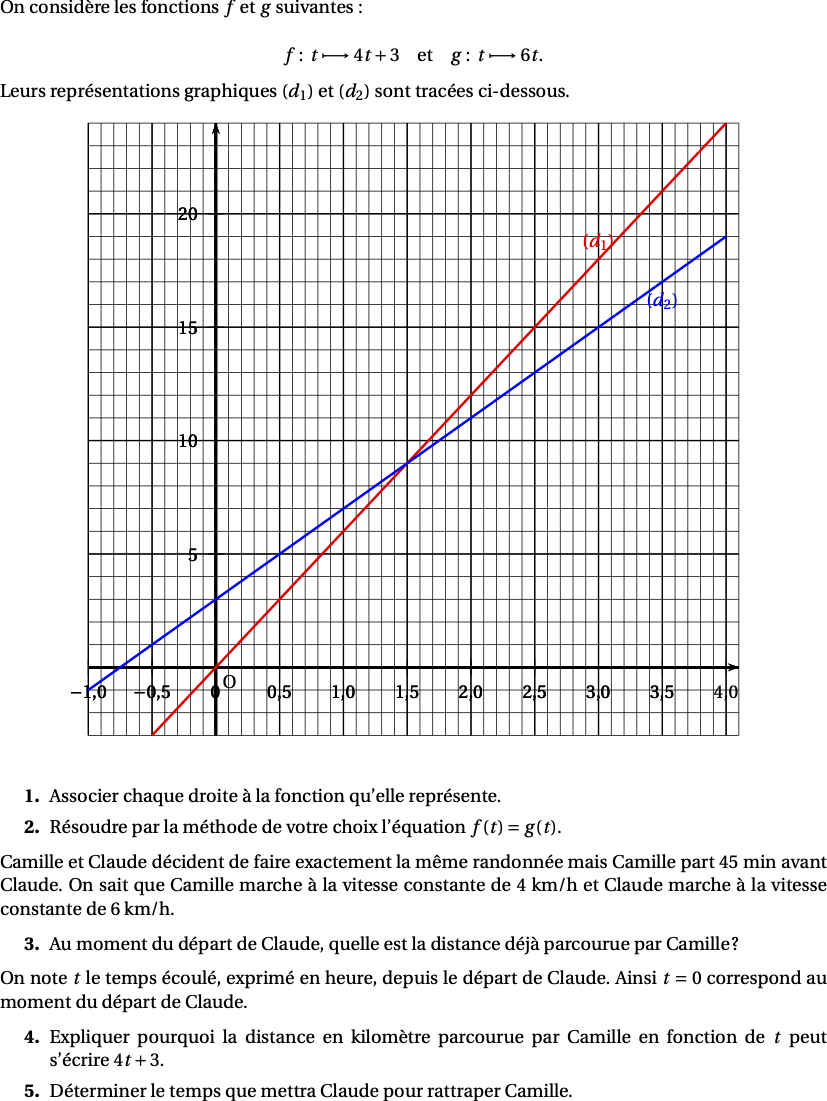 On considère les fonctions f et g suivantes :
f : t ⟼ 4t + 3 et g : t ⟼ 6t.
Leurs représentations graphiques (d₁) et (d₂) sont tracées ci-dessous.
20
(d₁)
(d₂)
15
10
5
O
−1,0 −0,5 0 0,5 1,0 1,5 2,0 2,5 3,0 3,5 4,0
1. Associer chaque droite à la fonction qu'elle représente.
2. Résoudre par la méthode de votre choix l'équation f(t) = g(t).
Camille et Claude décident de faire exactement la même randonnée mais Camille part 45 min avant
Claude. On sait que Camille marche à la vitesse constante de 4 km/h et Claude marche à la vitesse
constante de 6 km/h.
3. Au moment du départ de Claude, quelle est la distance déjà parcourue par Camille ?
On note t le temps écoulé, exprimé en heure, depuis le départ de Claude. Ainsi t = 0 correspond au
moment du départ de Claude.
4. Expliquer pourquoi la distance en kilomètre parcourue par Camille en fonction de t peut
s'écrire 4t + 3.
5. Déterminer le temps que mettra Claude pour rattraper Camille.